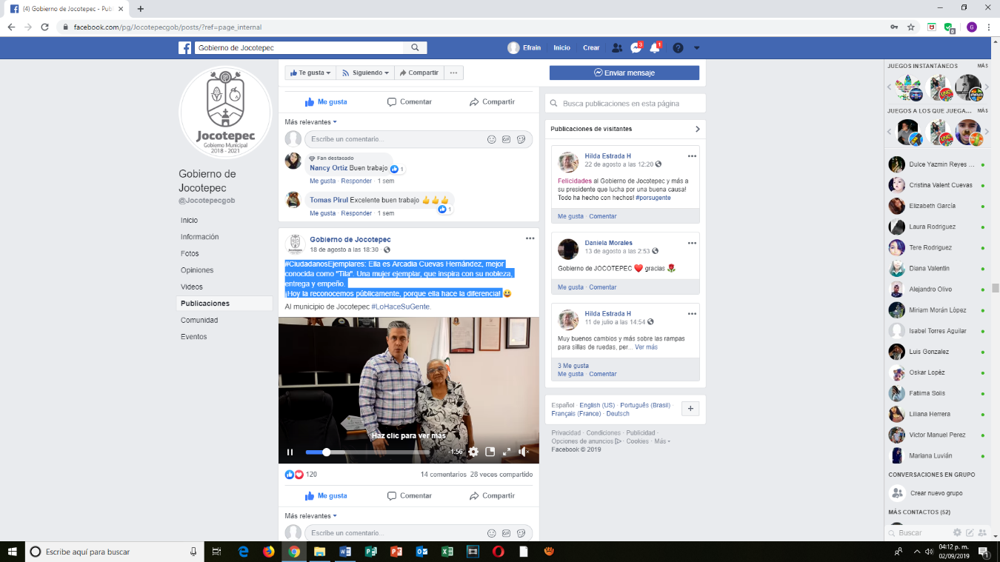 (4) Gobierno de Jocotepec - Pub
facebook.com/pg/Jocotepecgob/posts/?ref=page_internal
G
Gobierno de Jocotepec
Efrain
Inicio
Crear
3
1
Jocotepec
Gobierno Municipal
2018 - 2021
Gobierno de
Jocotepec
@Jocotepecgob
Inicio
Información
Fotos
Opiniones
Videos
Publicaciones
Comunidad
Eventos
Te gusta
Siguiendo
Compartir
Enviar mensaje
Me gusta
Comentar
Compartir
Más relevantes
Escribe un comentario...
Fan destacado
Nancy Ortiz Buen trabajo
1
Me gusta · Responder · 1 sem
Tomas Pirul Excelente buen trabajo 👍👍👍
1
Me gusta · Responder · 1 sem
Gobierno de Jocotepec
18 de agosto a las 18:30 ·
#CiudadanosEjemplares: Ella es Arcadia Cuevas Hernández, mejor
conocida como "Tila". Una mujer ejemplar, que inspira con su nobleza,
entrega y empeño.
¡Hoy la reconocemos públicamente, porque ella hace la diferencia! 😃
Al municipio de Jocotepec #LoHaceSuGente.
Haz clic para ver más
-1:56
120
14 comentarios 28 veces compartido
Me gusta
Comentar
Compartir
Más relevantes
Escribe un comentario...
Busca publicaciones en esta página
Publicaciones de visitantes
Hilda Estrada H
22 de agosto a las 12:20 ·
Felicidades al Gobierno de Jocotepec y más a
su presidente que lucha por una buena causa!
Todo ha hecho con hechos! #porsugente
Me gusta · Comentar
Daniela Morales
13 de agosto a las 2:53 ·
Gobierno de JOCOTEPEC ❤️ gracias 🌹
Me gusta · Comentar
Hilda Estrada H
11 de julio a las 14:54 ·
Muy buenos cambios y más sobre las rampas
para sillas de ruedas, per... Ver más
3 Me gusta
Me gusta · Comentar
Español · English (US) · Português (Brasil) ·
Français (France) · Deutsch
Privacidad · Condiciones · Publicidad ·
Opciones de anuncios · Cookies · Más
Facebook © 2019
JUEGOS INSTANTÁNEOS MÁS
UNO
JUEGOS A LOS QUE JUEGA... MÁS
UNO
Dulce Yazmin Reyes ...
Cristina Valent Cuevas
Elizabeth García
Laura Rodriguez
Tere Rodriguez
Diana Valentin
Alejandro Olivo
Miriam Morán López
Isabel Torres Aguilar
Luis Gonzalez
Oskar Lopéz
Fatiima Solis
Liliana Herrera
Victor Manuel Perez
Mariana Luvián
CONVERSACIONES EN GRUPO
Crear nuevo grupo
MÁS CONTACTOS (52)
Buscar
Escribe aquí para buscar
04:12 p. m.
02/09/2019
1